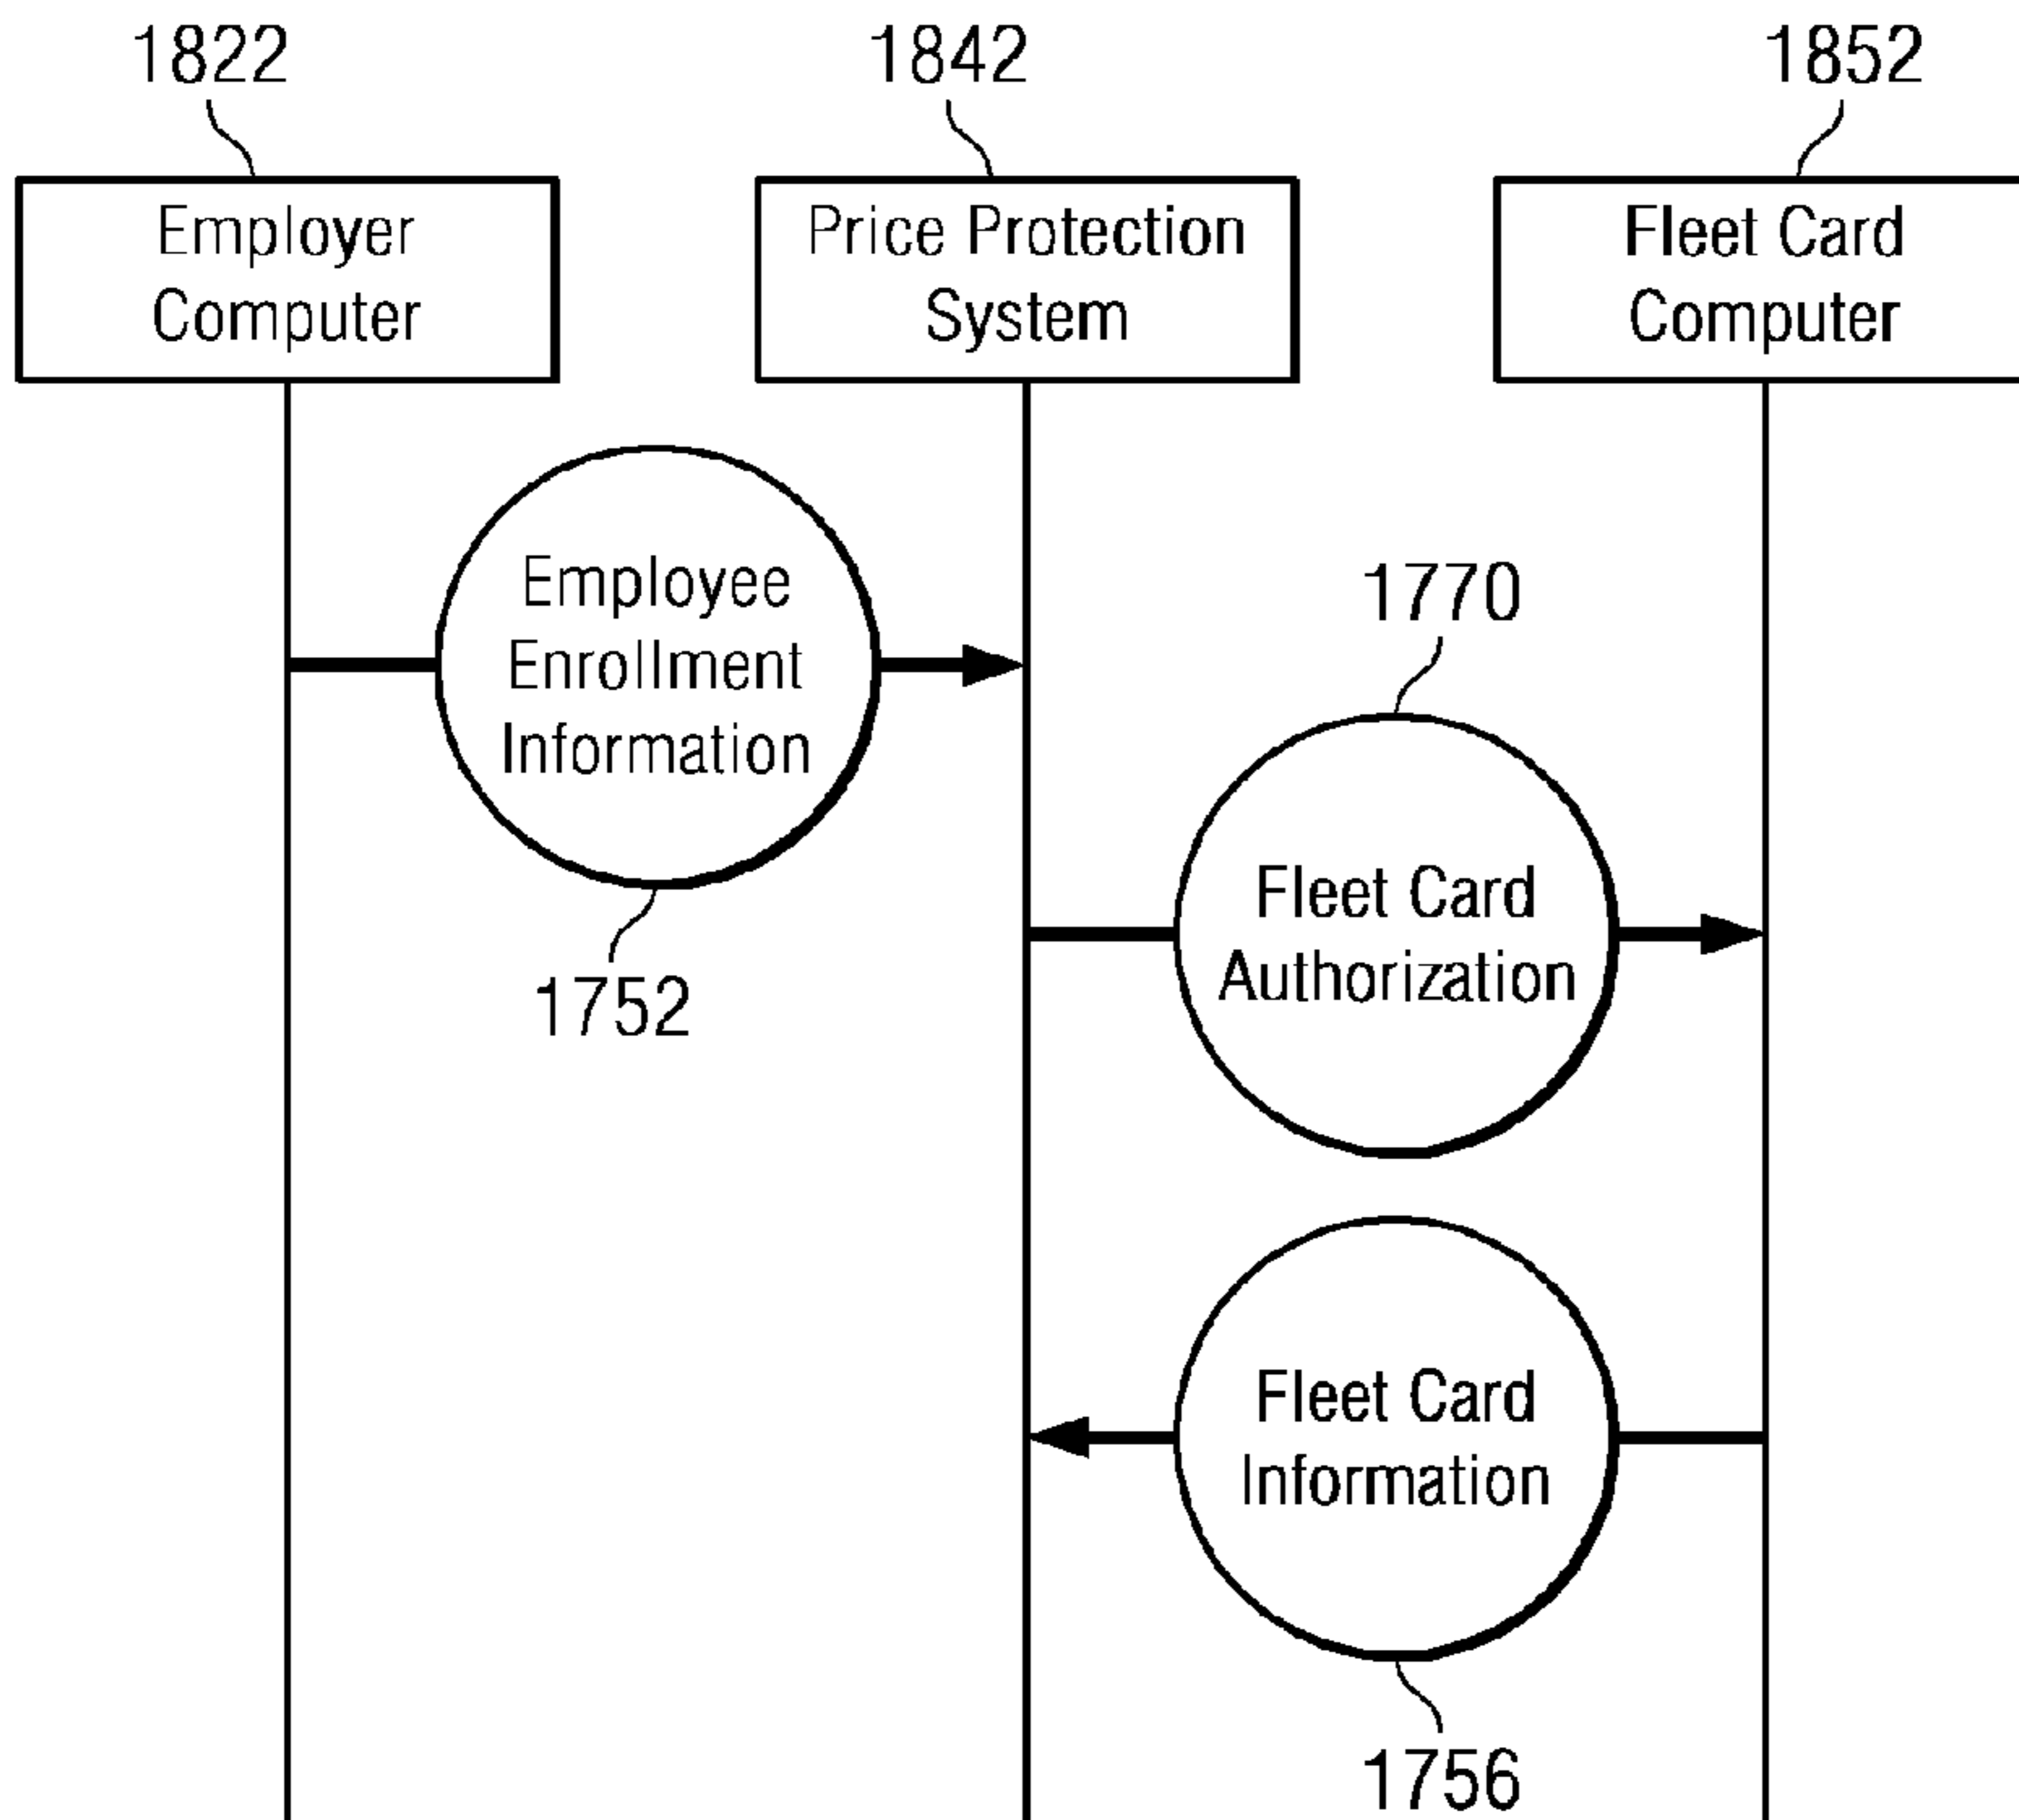 1822
1842
1852
Employer
Computer
Price Protection
System
Fleet Card
Computer
Employee
Enrollment
Information
1752
1770
Fleet Card
Authorization
Fleet Card
Information
1756